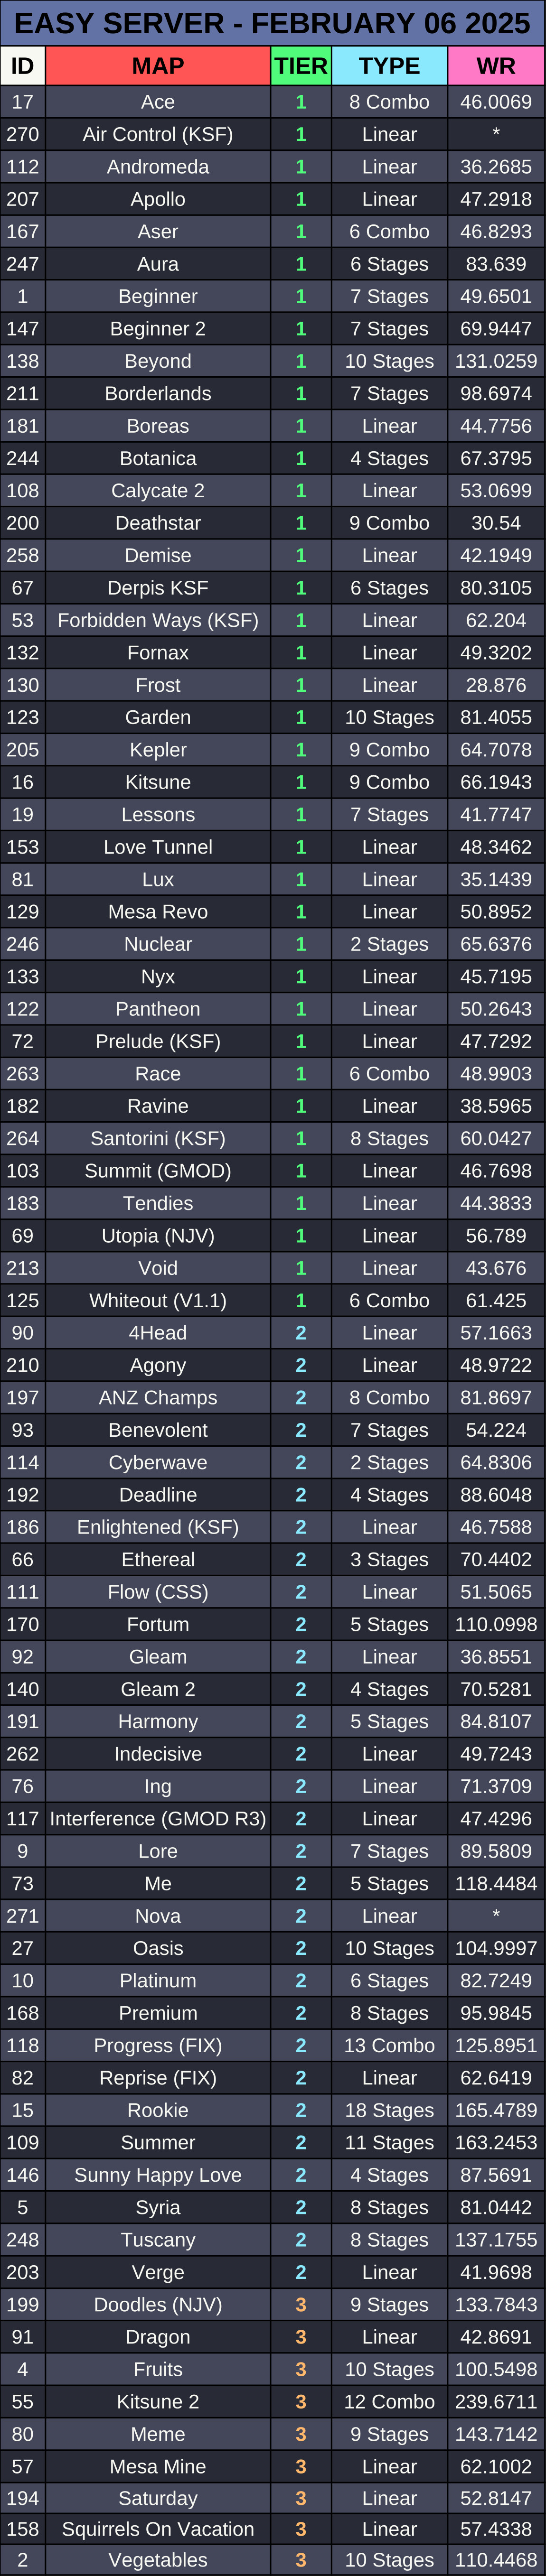 EASY SERVER - FEBRUARY 06 2025
ID MAP TIER TYPE WR
17 Ace 1 8 Combo 46.0069
270 Air Control (KSF) 1 Linear *
112 Andromeda 1 Linear 36.2685
207 Apollo 1 Linear 47.2918
167 Aser 1 6 Combo 46.8293
247 Aura 1 6 Stages 83.639
1 Beginner 1 7 Stages 49.6501
147 Beginner 2 1 7 Stages 69.9447
138 Beyond 1 10 Stages 131.0259
211 Borderlands 1 7 Stages 98.6974
181 Boreas 1 Linear 44.7756
244 Botanica 1 4 Stages 67.3795
108 Calycate 2 1 Linear 53.0699
200 Deathstar 1 9 Combo 30.54
258 Demise 1 Linear 42.1949
67 Derpis KSF 1 6 Stages 80.3105
53 Forbidden Ways (KSF) 1 Linear 62.204
132 Fornax 1 Linear 49.3202
130 Frost 1 Linear 28.876
123 Garden 1 10 Stages 81.4055
205 Kepler 1 9 Combo 64.7078
16 Kitsune 1 9 Combo 66.1943
19 Lessons 1 7 Stages 41.7747
153 Love Tunnel 1 Linear 48.3462
81 Lux 1 Linear 35.1439
129 Mesa Revo 1 Linear 50.8952
246 Nuclear 1 2 Stages 65.6376
133 Nyx 1 Linear 45.7195
122 Pantheon 1 Linear 50.2643
72 Prelude (KSF) 1 Linear 47.7292
263 Race 1 6 Combo 48.9903
182 Ravine 1 Linear 38.5965
264 Santorini (KSF) 1 8 Stages 60.0427
103 Summit (GMOD) 1 Linear 46.7698
183 Tendies 1 Linear 44.3833
69 Utopia (NJV) 1 Linear 56.789
213 Void 1 Linear 43.676
125 Whiteout (V1.1) 1 6 Combo 61.425
90 4Head 2 Linear 57.1663
210 Agony 2 Linear 48.9722
197 ANZ Champs 2 8 Combo 81.8697
93 Benevolent 2 7 Stages 54.224
114 Cyberwave 2 2 Stages 64.8306
192 Deadline 2 4 Stages 88.6048
186 Enlightened (KSF) 2 Linear 46.7588
66 Ethereal 2 3 Stages 70.4402
111 Flow (CSS) 2 Linear 51.5065
170 Fortum 2 5 Stages 110.0998
92 Gleam 2 Linear 36.8551
140 Gleam 2 2 4 Stages 70.5281
191 Harmony 2 5 Stages 84.8107
262 Indecisive 2 Linear 49.7243
76 Ing 2 Linear 71.3709
117 Interference (GMOD R3) 2 Linear 47.4296
9 Lore 2 7 Stages 89.5809
73 Me 2 5 Stages 118.4484
271 Nova 2 Linear *
27 Oasis 2 10 Stages 104.9997
10 Platinum 2 6 Stages 82.7249
168 Premium 2 8 Stages 95.9845
118 Progress (FIX) 2 13 Combo 125.8951
82 Reprise (FIX) 2 Linear 62.6419
15 Rookie 2 18 Stages 165.4789
109 Summer 2 11 Stages 163.2453
146 Sunny Happy Love 2 4 Stages 87.5691
5 Syria 2 8 Stages 81.0442
248 Tuscany 2 8 Stages 137.1755
203 Verge 2 Linear 41.9698
199 Doodles (NJV) 3 9 Stages 133.7843
91 Dragon 3 Linear 42.8691
4 Fruits 3 10 Stages 100.5498
55 Kitsune 2 3 12 Combo 239.6711
80 Meme 3 9 Stages 143.7142
57 Mesa Mine 3 Linear 62.1002
194 Saturday 3 Linear 52.8147
158 Squirrels On Vacation 3 Linear 57.4338
2 Vegetables 3 10 Stages 110.4468